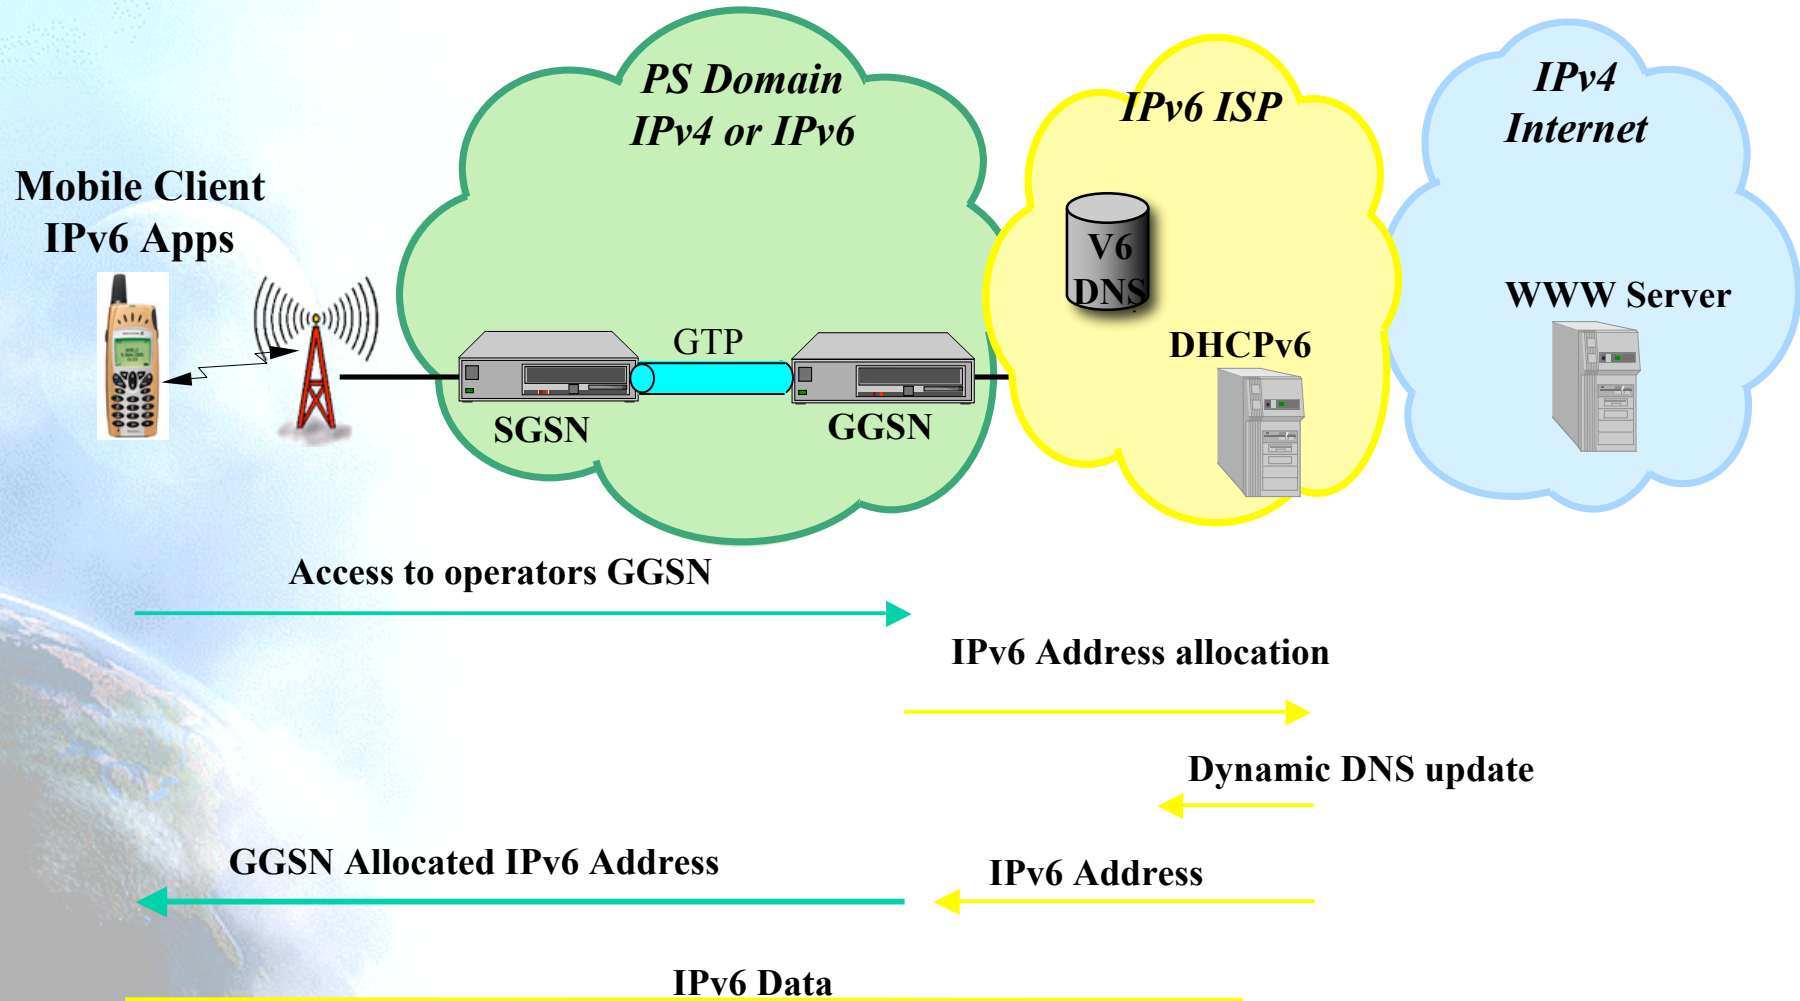 PS Domain
IPv4 or IPv6
IPv6 ISP
IPv4
Internet
Mobile Client
IPv6 Apps
V6
DNS
WWW Server
GTP
DHCPv6
SGSN
GGSN
Access to operators GGSN
IPv6 Address allocation
Dynamic DNS update
GGSN Allocated IPv6 Address
IPv6 Address
IPv6 Data